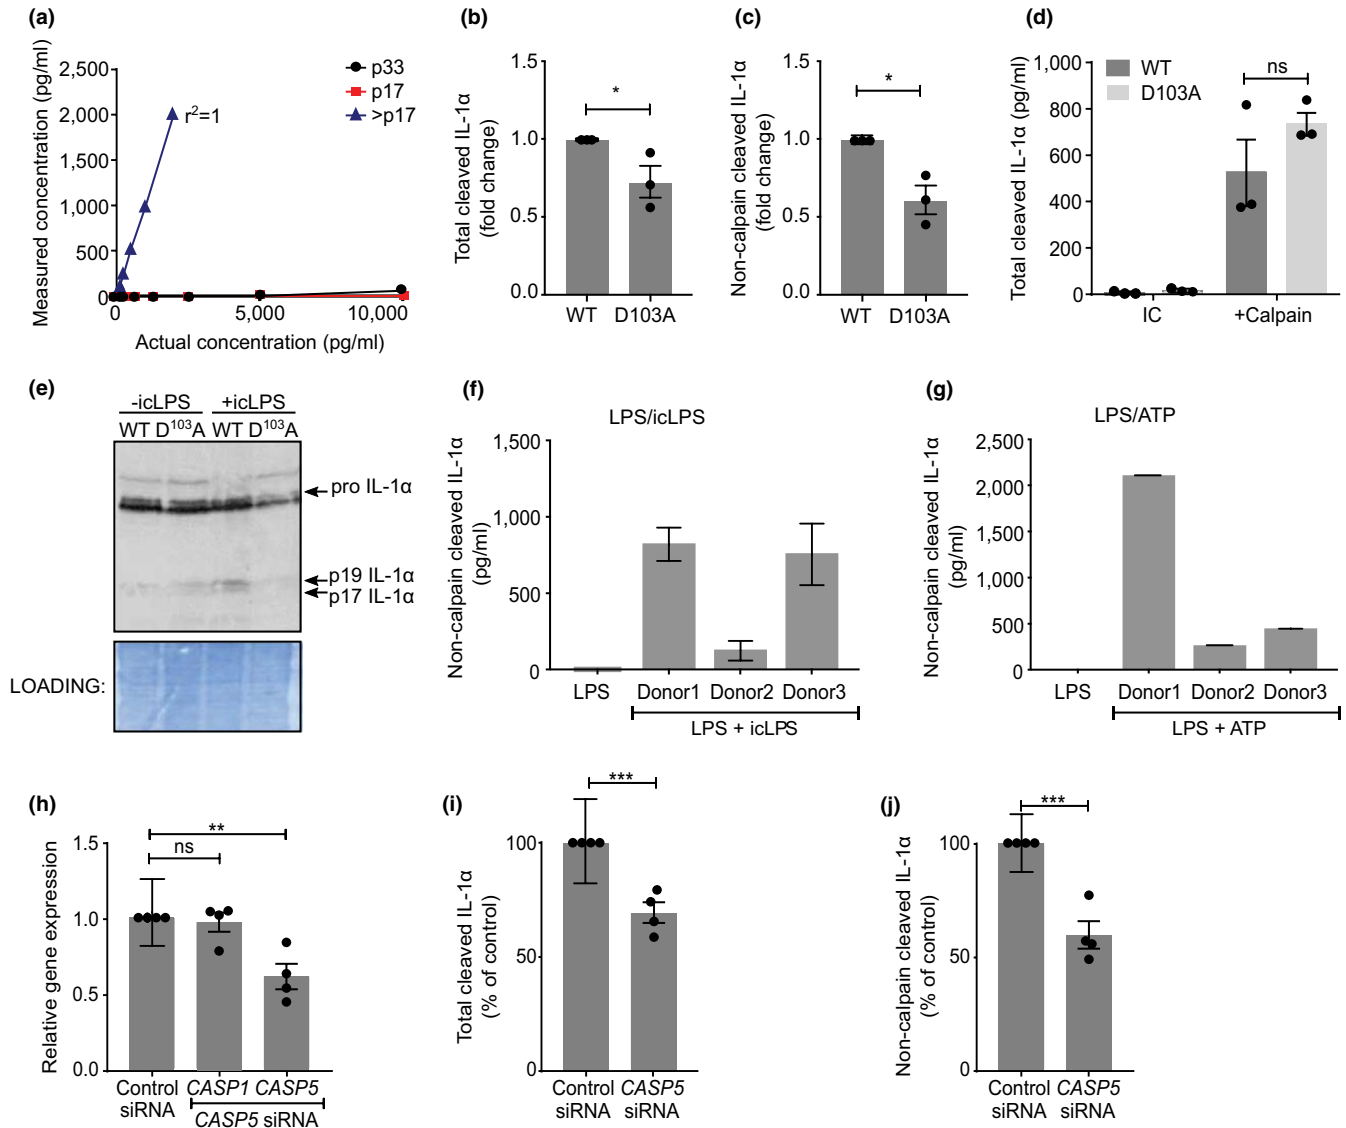 (a)
Measured concentration (pg/ml)
2,500
2,000
1,500
1,000
500
0
0
5,000
10,000
Actual concentration (pg/ml)
p33
p17
>p17
r²=1
(b)
Total cleaved IL-1α
(fold change)
1.5
1.0
0.5
0.0
*
WT D103A
(c)
Non-calpain cleaved IL-1α
(fold change)
1.5
1.0
0.5
0.0
*
WT D103A
(d)
Total cleaved IL-1α (pg/ml)
1,000
800
600
400
200
0
WT
D103A
ns
IC +Calpain
(e)
-icLPS +icLPS
WT D¹⁰³A WT D¹⁰³A
pro IL-1α
p19 IL-1α
p17 IL-1α
LOADING:
(f)
LPS/icLPS
Non-calpain cleaved IL-1α
(pg/ml)
1,500
1,000
500
0
LPS Donor1 Donor2 Donor3
LPS + icLPS
(g)
LPS/ATP
Non-calpain cleaved IL-1α
(pg/ml)
2,500
2,000
1,500
1,000
500
0
LPS Donor1 Donor2 Donor3
LPS + ATP
(h)
Relative gene expression
1.5
1.0
0.5
0.0
**
ns
Control
siRNA
CASP1 CASP5
CASP5 siRNA
(i)
Total cleaved IL-1α
(% of control)
100
50
0
***
Control
siRNA
CASP5
siRNA
(j)
Non-calpain cleaved IL-1α
(% of control)
100
50
0
***
Control
siRNA
CASP5
siRNA